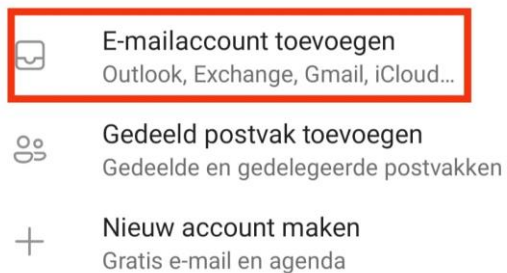 E-mailaccount toevoegen
Outlook, Exchange, Gmail, iCloud...
Gedeeld postvak toevoegen
Gedeelde en gedelegeerde postvakken
Nieuw account maken
Gratis e-mail en agenda